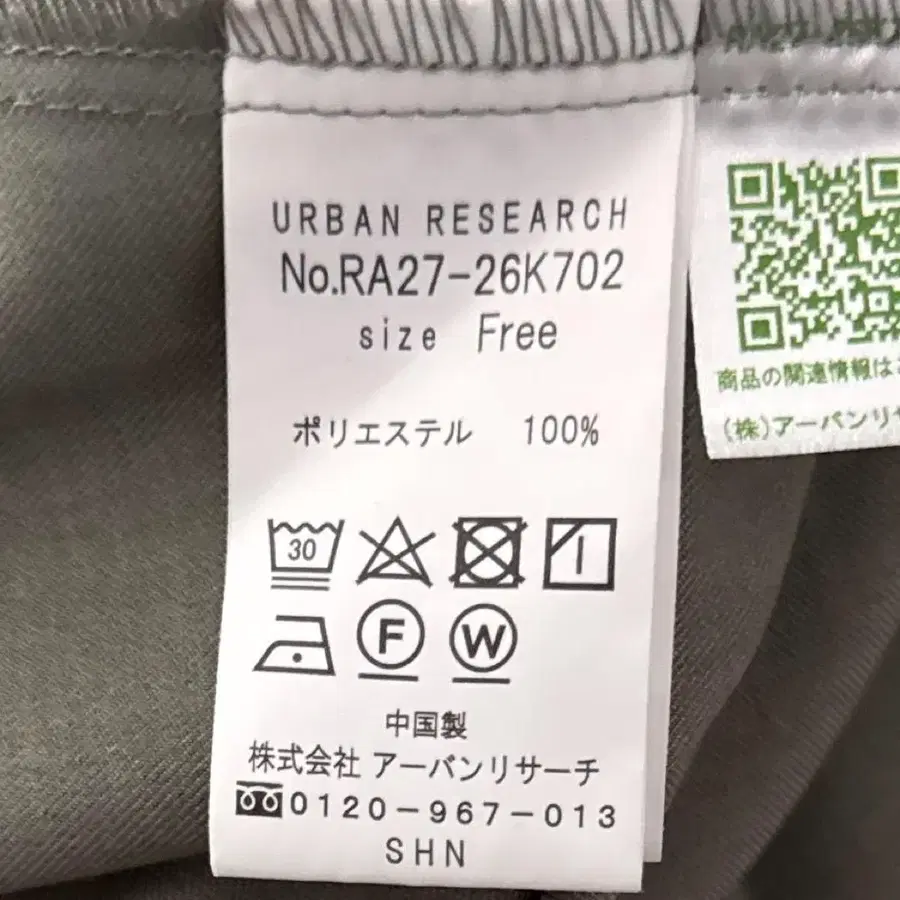 URBAN RESEARCH
No.RA27-26K702
size Free
ポリエステル 100%
30
F W
中国製
株式会社 アーバンリサーチ
0120-967-013
SHN
商品の関連情報は
(株)アーバンリサ